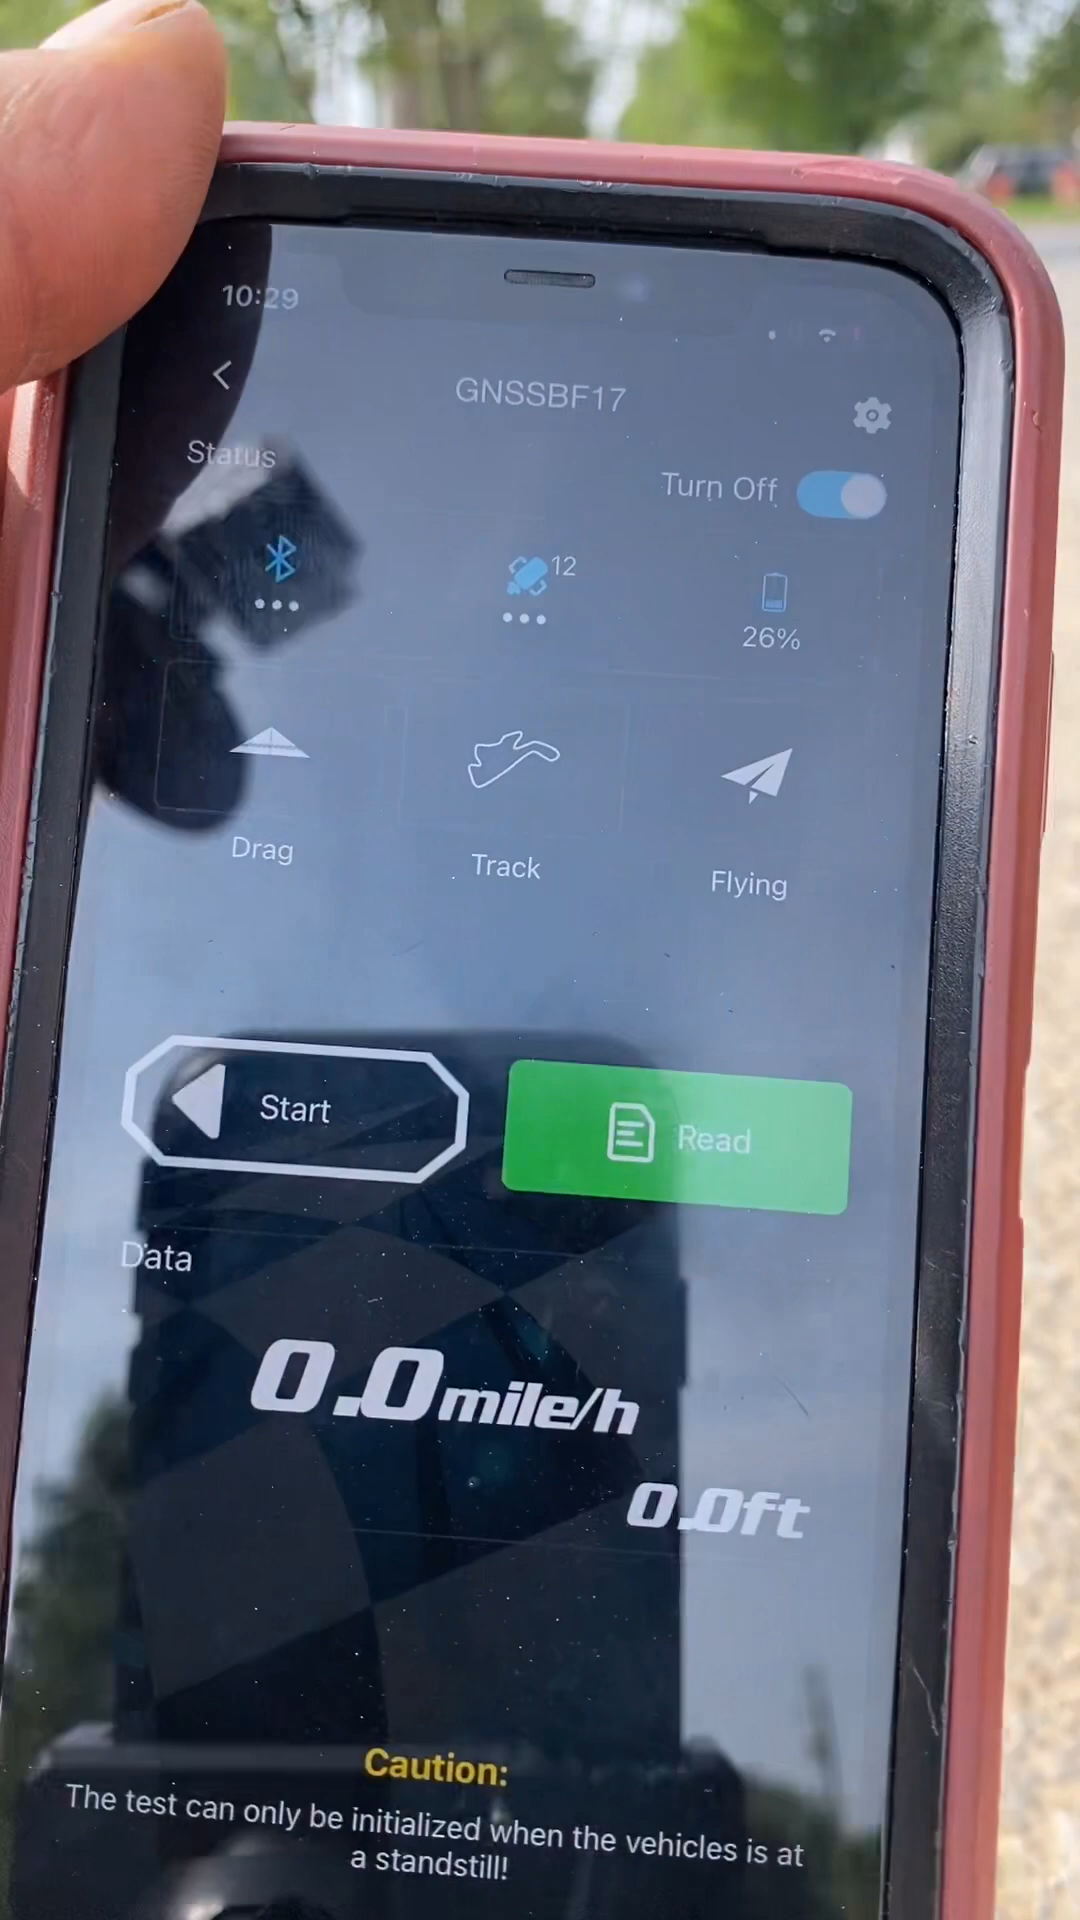 10:29
GNSSBF17
Status
Turn Off
12
26%
Drag
Track
Flying
Start
Read
Data
0.0mile/h
0.0ft
Caution:
The test can only be initialized when the vehicles is at
a standstill!